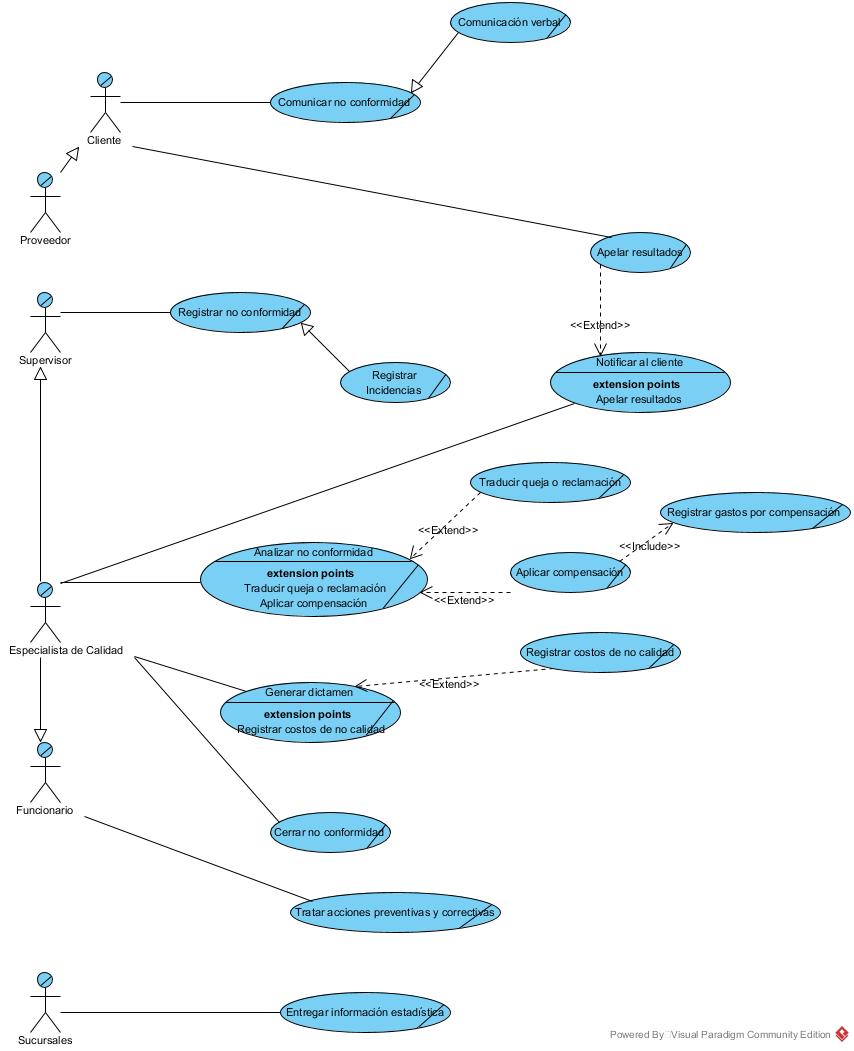 Comunicación verbal
Comunicar no conformidad
Cliente
Proveedor
Apelar resultados
Supervisor
Registrar no conformidad
<<Extend>>
Registrar
Incidencias
Notificar al cliente
extension points
Apelar resultados
Traducir queja o reclamación
Registrar gastos por compensación
<<Extend>>
<<Include>>
Analizar no conformidad
extension points
Traducir queja o reclamación
Aplicar compensación
Aplicar compensación
<<Extend>>
Especialista de Calidad
Registrar costos de no calidad
<<Extend>>
Generar dictamen
extension points
Registrar costos de no calidad
Funcionario
Cerrar no conformidad
Tratar acciones preventivas y correctivas
Sucursales
Entregar información estadística
Powered By Visual Paradigm Community Edition